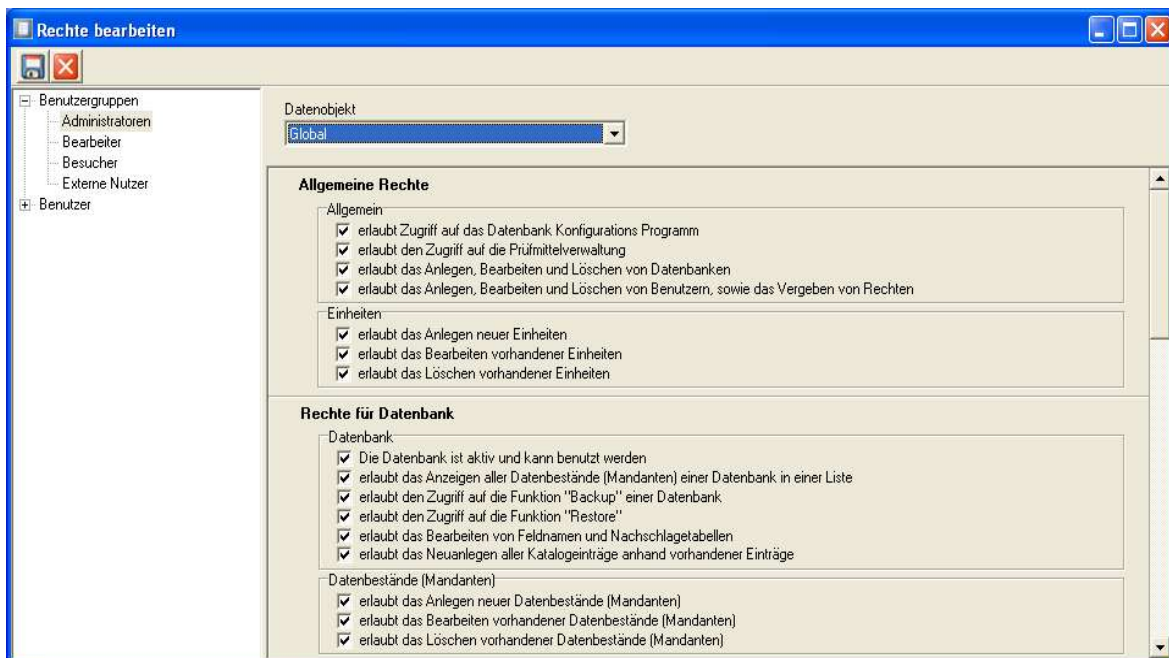 Rechte bearbeiten
Benutzergruppen
Administratoren
Bearbeiter
Besucher
Externe Nutzer
Benutzer
Datenobjekt
Global
Allgemeine Rechte
Allgemein
erlaubt Zugriff auf das Datenbank Konfigurations Programm
erlaubt den Zugriff auf die Prüfmittelverwaltung
erlaubt das Anlegen, Bearbeiten und Löschen von Datenbanken
erlaubt das Anlegen, Bearbeiten und Löschen von Benutzern, sowie das Vergeben von Rechten
Einheiten
erlaubt das Anlegen neuer Einheiten
erlaubt das Bearbeiten vorhandener Einheiten
erlaubt das Löschen vorhandener Einheiten
Rechte für Datenbank
Datenbank
Die Datenbank ist aktiv und kann benutzt werden
erlaubt das Anzeigen aller Datenbestände (Mandanten) einer Datenbank in einer Liste
erlaubt den Zugriff auf die Funktion "Backup" einer Datenbank
erlaubt den Zugriff auf die Funktion "Restore"
erlaubt das Bearbeiten von Feldnamen und Nachschlagetabellen
erlaubt das Neuanlegen aller Katalogeinträge anhand vorhandener Einträge
Datenbestände (Mandanten)
erlaubt das Anlegen neuer Datenbestände (Mandanten)
erlaubt das Bearbeiten vorhandener Datenbestände (Mandanten)
erlaubt das Löschen vorhandener Datenbestände (Mandanten)